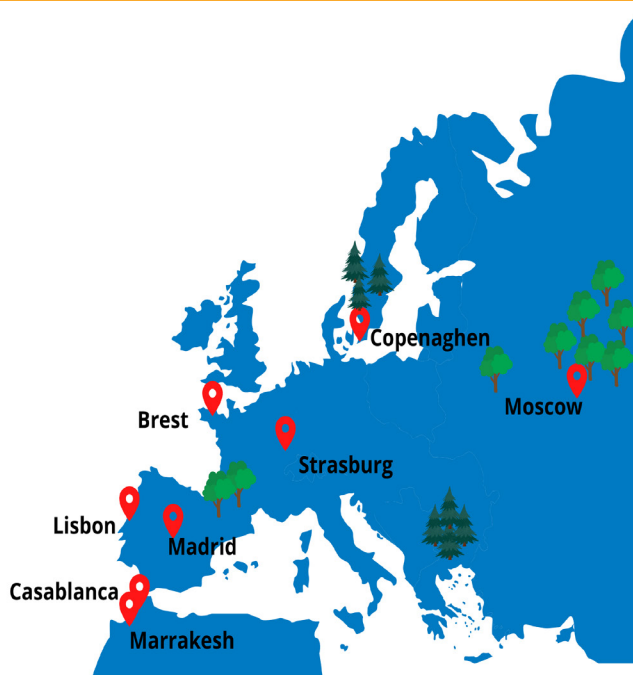 Copenaghen
Moscow
Brest
Strasburg
Lisbon
Madrid
Casablanca
Marrakesh